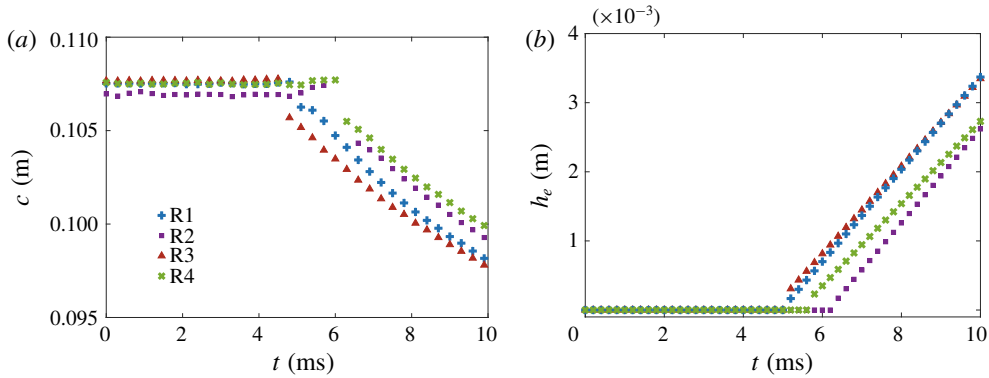 (a)
0.110
0.105
0.100
0.095
c (m)
R1
R2
R3
R4
0 2 4 6 8 10
t (ms)
(b)
(×10⁻³)
4
3
2
1
0 2 4 6 8 10
hₑ (m)
t (ms)